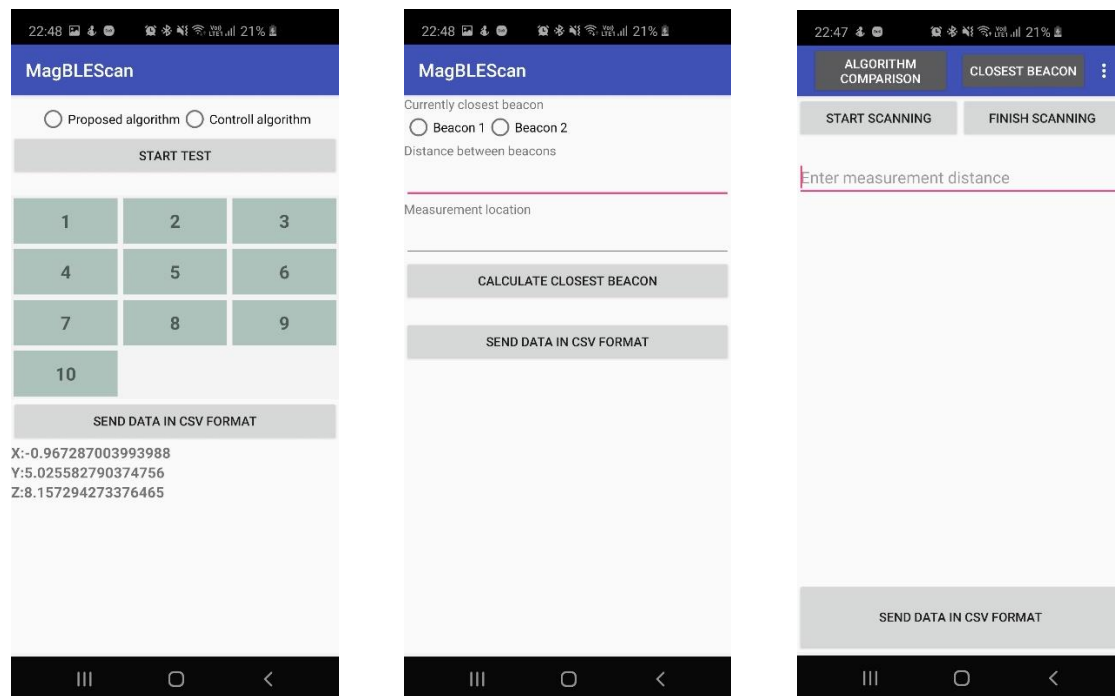 22:48 21%
MagBLEScan
Proposed algorithm Controll algorithm
START TEST
1 2 3
4 5 6
7 8 9
10
SEND DATA IN CSV FORMAT
X:-0.967287003993988
Y:5.025582790374756
Z:8.157294273376465
22:48 21%
MagBLEScan
Currently closest beacon
Beacon 1 Beacon 2
Distance between beacons
Measurement location
CALCULATE CLOSEST BEACON
SEND DATA IN CSV FORMAT
22:47 21%
ALGORITHM
COMPARISON
CLOSEST BEACON
START SCANNING FINISH SCANNING
Enter measurement distance
SEND DATA IN CSV FORMAT